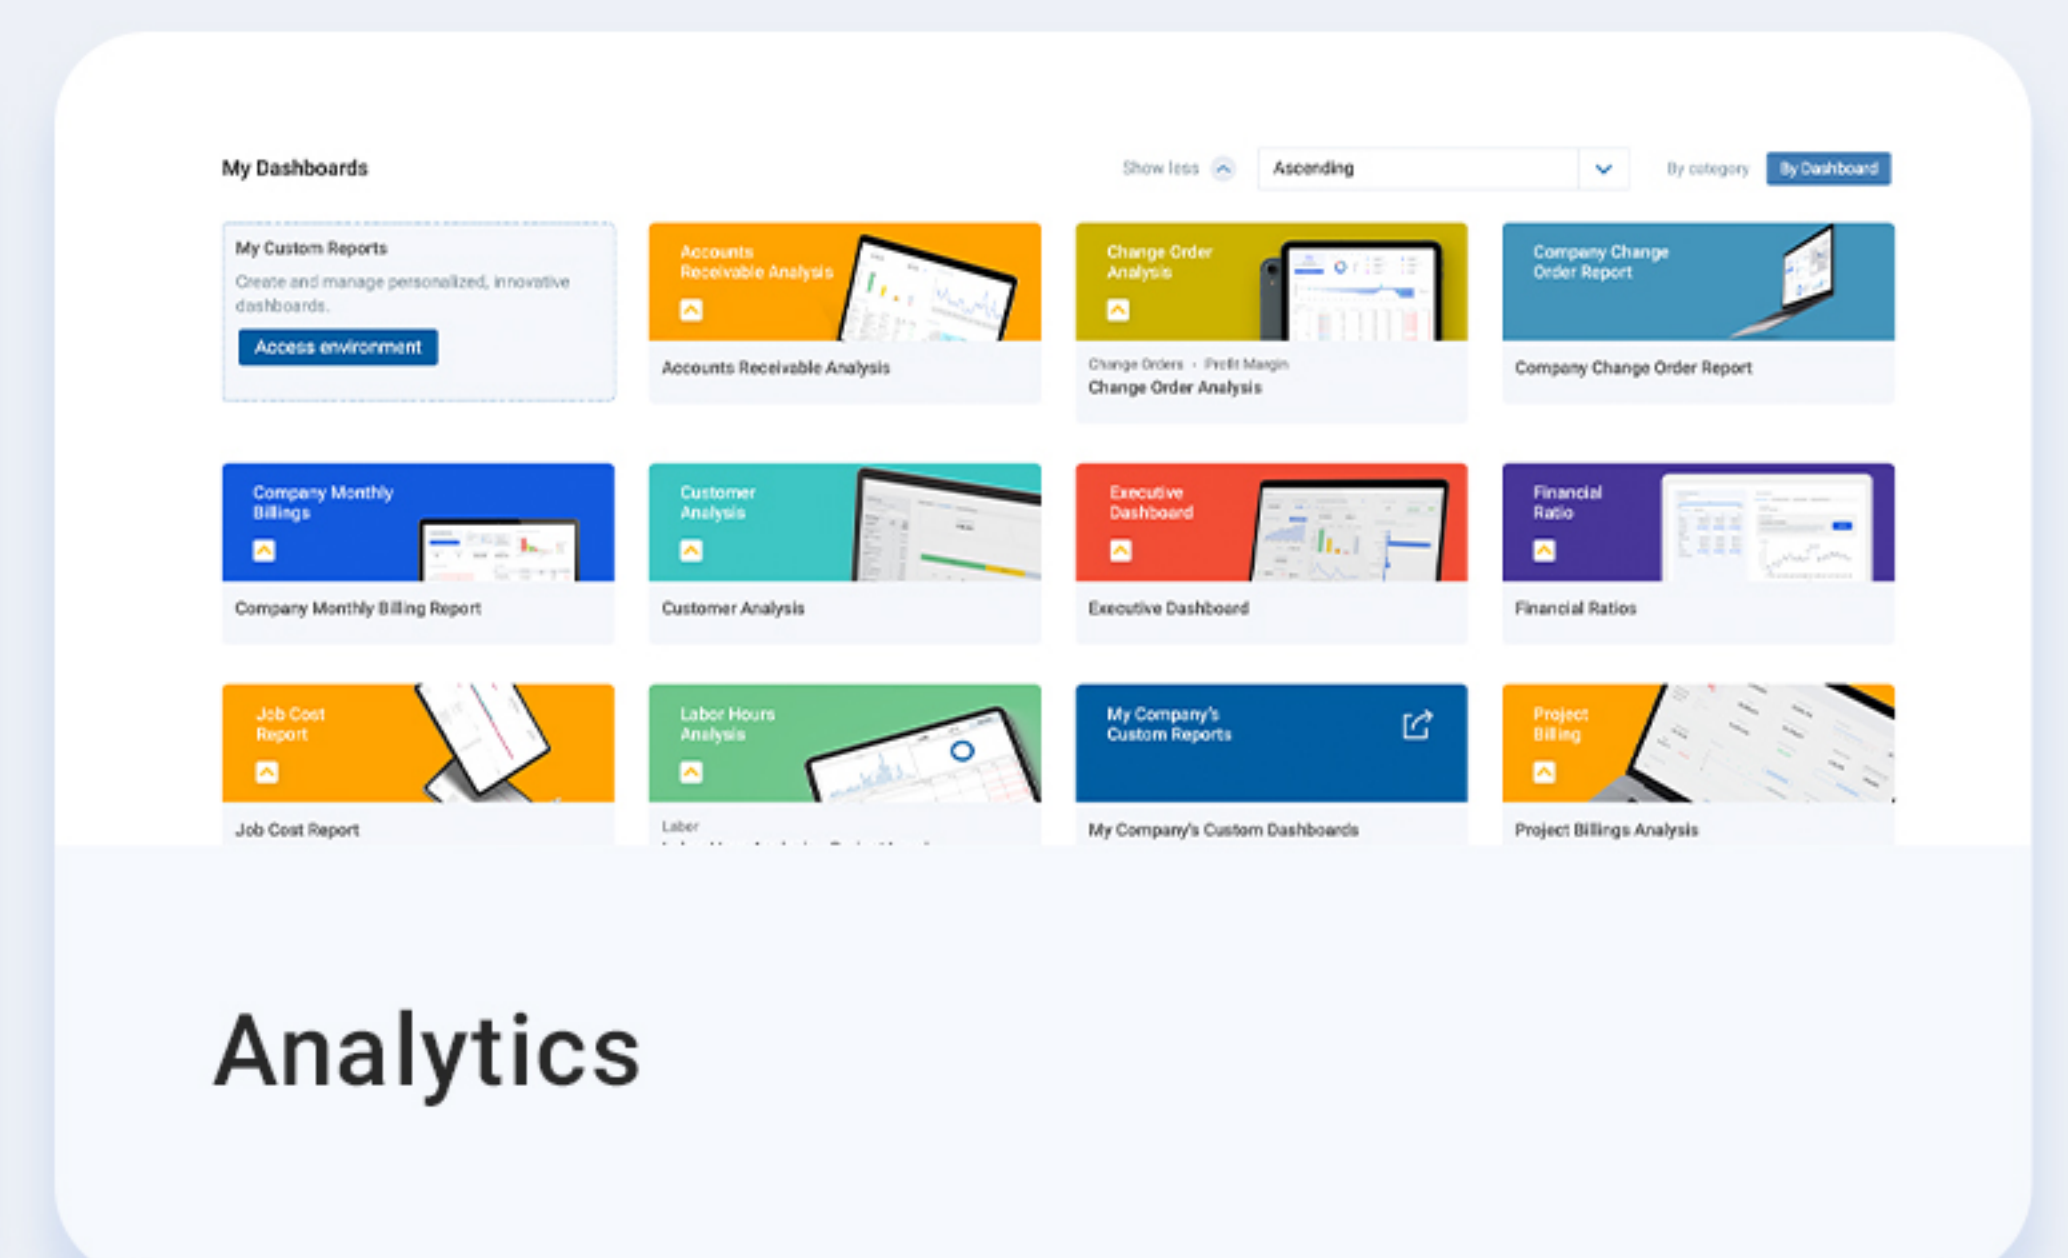 My Dashboards
Show less
Ascending
By category
By Dashboard
My Custom Reports
Create and manage personalized, innovative
dashboards.
Access environment
Accounts
Receivable Analysis
Accounts Receivable Analysis
Change Order
Analysis
Change Orders • Profit Margin
Change Order Analysis
Company Change
Order Report
Company Change Order Report
Company Monthly
Billings
Company Monthly Billing Report
Customer
Analysis
Customer Analysis
Executive
Dashboard
Executive Dashboard
Financial
Ratio
Financial Ratios
Job Cost
Report
Job Cost Report
Labor Hours
Analysis
Labor
My Company's
Custom Reports
My Company's Custom Dashboards
Project
Billing
Project Billings Analysis
Analytics